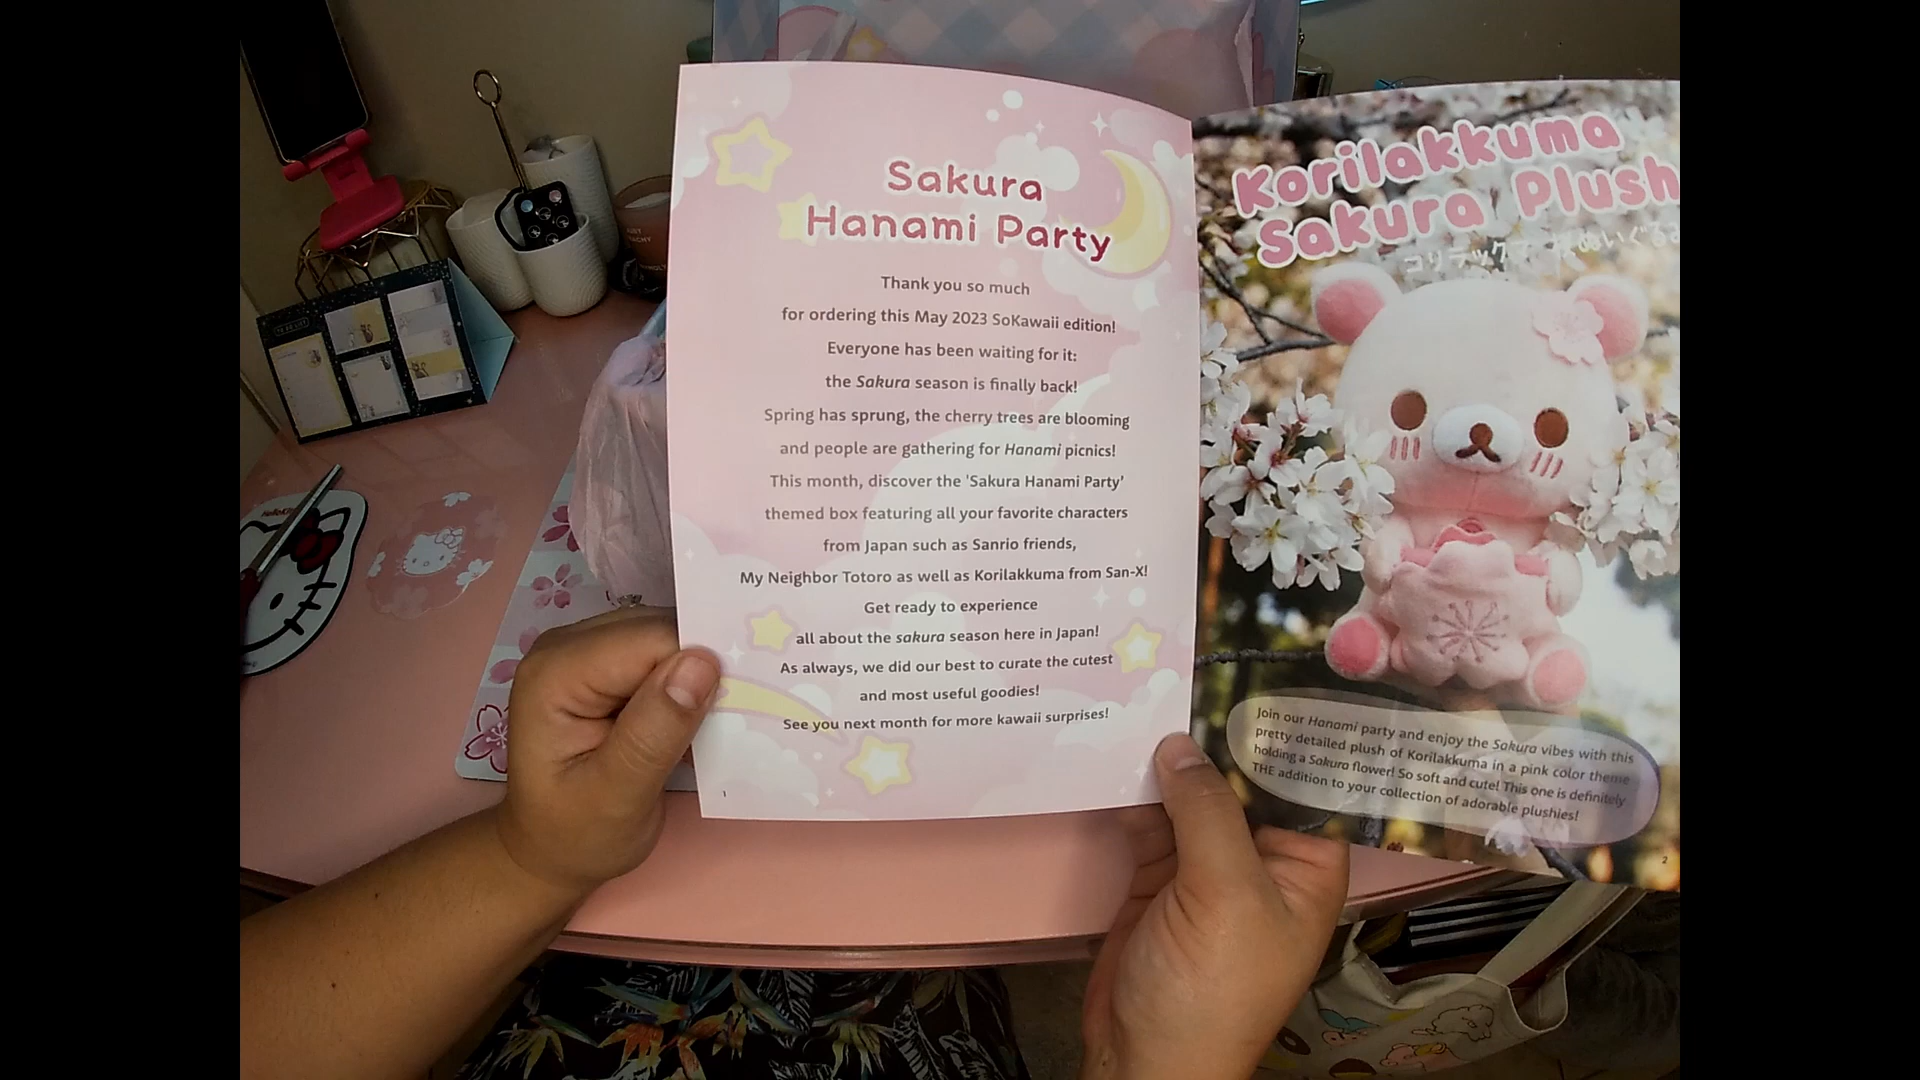 Sakura
Hanami Party
Thank you so much
for ordering this May 2023 SoKawaii edition!
Everyone has been waiting for it:
the Sakura season is finally back!
Spring has sprung, the cherry trees are blooming
and people are gathering for Hanami picnics!
This month, discover the 'Sakura Hanami Party'
themed box featuring all your favorite characters
from Japan such as Sanrio friends,
My Neighbor Totoro as well as Korilakkuma from San-X!
Get ready to experience
all about the sakura season here in Japan!
As always, we did our best to curate the cutest
and most useful goodies!
See you next month for more kawaii surprises!
1
Korilakkuma
Sakura Plush
コリラックマ
Join our Hanami party and enjoy the Sakura vibes with this
pretty detailed plush of Korilakkuma in a pink color theme
holding a Sakura flower! So soft and cute! This one is definitely
THE addition to your collection of adorable plushies!
2
HelloKitty